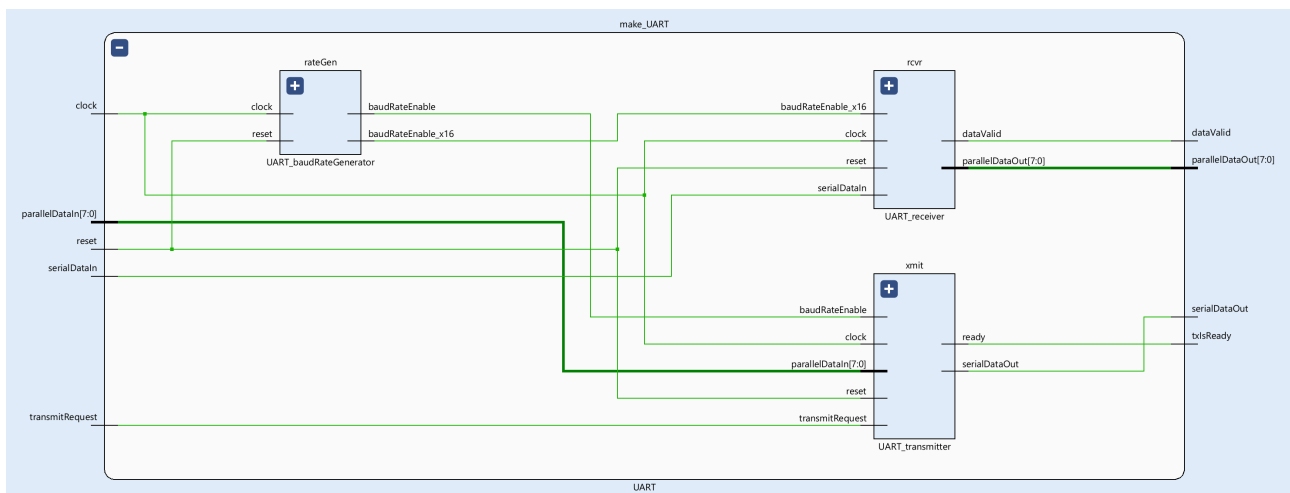 make_UART
rateGen
rcvr
clock
clock
baudRateEnable
baudRateEnable_x16
dataValid
dataValid
reset
baudRateEnable_x16
clock
parallelDataOut[7:0]
parallelDataOut[7:0]
UART_baudRateGenerator
reset
serialDataIn
parallelDataIn[7:0]
UART_receiver
reset
serialDataIn
xmit
baudRateEnable
serialDataOut
clock
ready
txIsReady
parallelDataIn[7:0]
serialDataOut
reset
transmitRequest
transmitRequest
UART_transmitter
UART